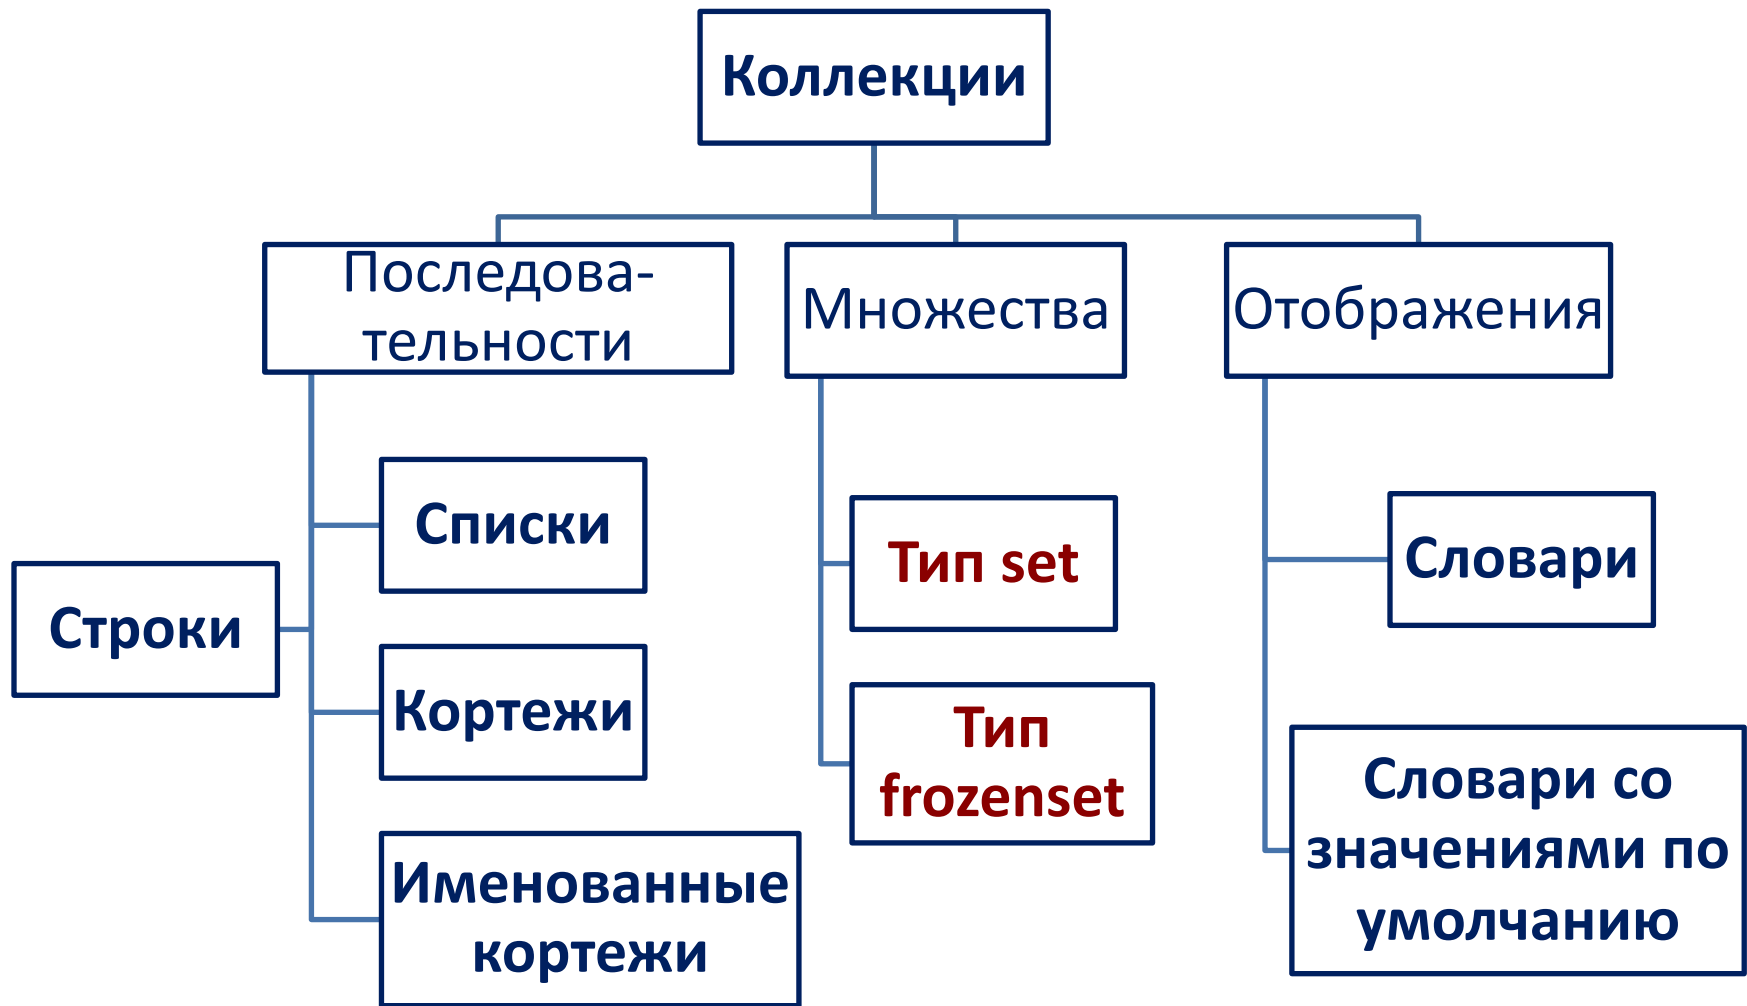 Коллекции
Последова-
тельности
Множества
Отображения
Списки
Строки
Кортежи
Именованные
кортежи
Тип set
Тип
frozenset
Словари
Словари со
значениями по
умолчанию